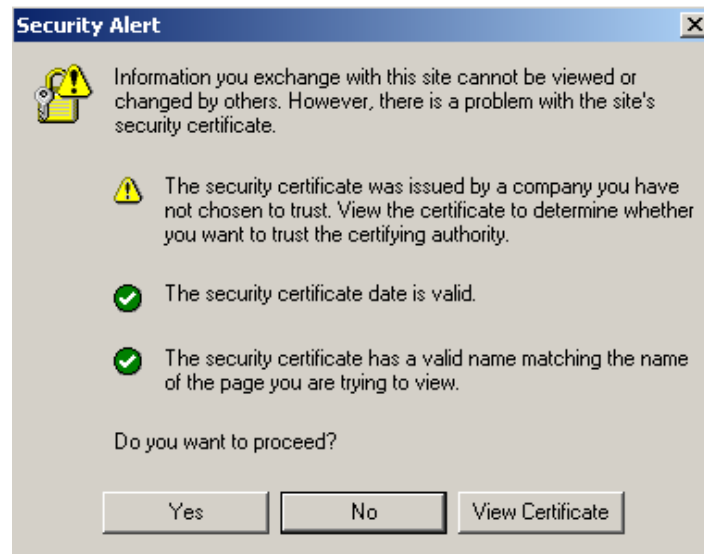 Security Alert
Information you exchange with this site cannot be viewed or
changed by others. However, there is a problem with the site's
security certificate.
The security certificate was issued by a company you have
not chosen to trust. View the certificate to determine whether
you want to trust the certifying authority.
The security certificate date is valid.
The security certificate has a valid name matching the name
of the page you are trying to view.
Do you want to proceed?
Yes
No
View Certificate